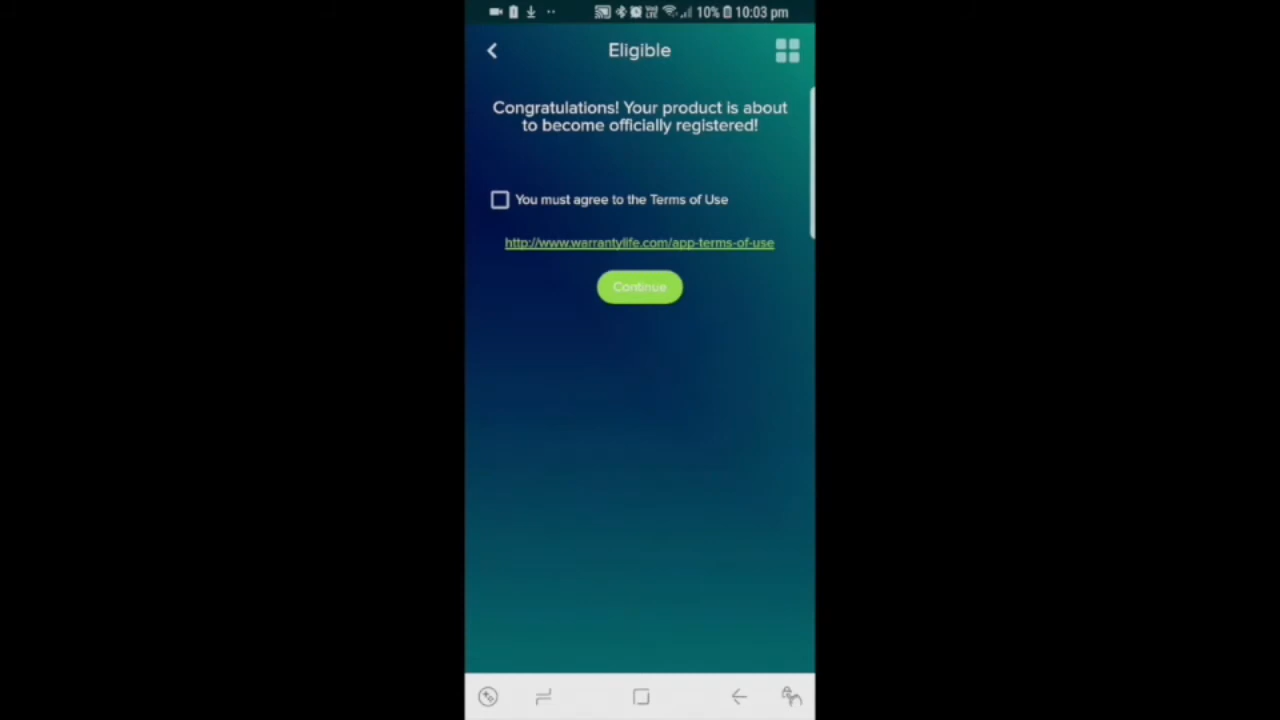 10% 10:03 pm
Eligible
Congratulations! Your product is about
to become officially registered!
You must agree to the Terms of Use
http://www.warrantylife.com/app-terms-of-use
Continue